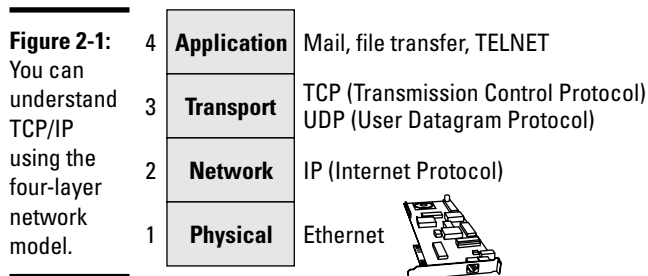 Figure 2-1:
You can
understand
TCP/IP
using the
four-layer
network
model.
4 Application Mail, file transfer, TELNET
3 Transport TCP (Transmission Control Protocol)
UDP (User Datagram Protocol)
2 Network IP (Internet Protocol)
1 Physical Ethernet